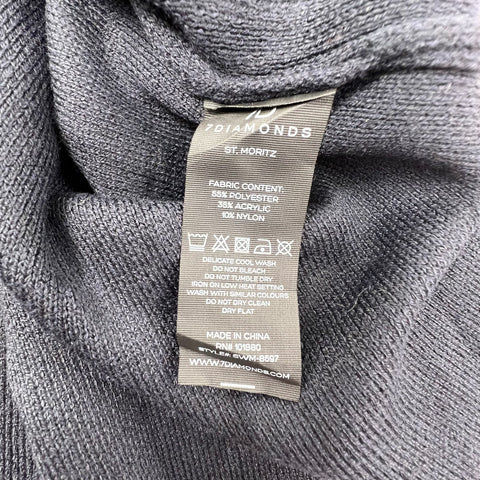 7DIAMONDS
ST. MORITZ
FABRIC CONTENT:
55% POLYESTER
35% ACRYLIC
10% NYLON
DELICATE COOL WASH
DO NOT BLEACH
DO NOT TUMBLE DRY
IRON ON LOW HEAT SETTING
WASH WITH SIMILAR COLOURS
DO NOT DRY CLEAN
DRY FLAT
MADE IN CHINA
RN# 101880
STYLE#: 6WM-8597
WWW.7DIAMONDS.COM